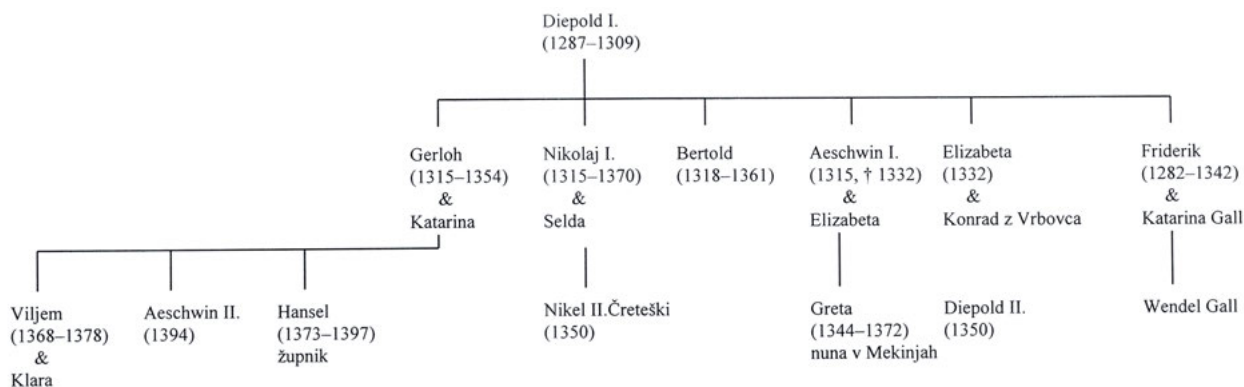 Diepold I.
(1287–1309)
Gerloh
(1315–1354)
&
Katarina
Nikolaj I.
(1315–1370)
&
Selda
Bertold
(1318–1361)
Aeschwin I.
(1315, † 1332)
&
Elizabeta
Elizabeta
(1332)
&
Konrad z Vrbovca
Friderik
(1282–1342)
&
Katarina Gall
Viljem
(1368–1378)
&
Klara
Aeschwin II.
(1394)
Hansel
(1373–1397)
župnik
Nikel II.Čreteški
(1350)
Greta
(1344–1372)
nuna v Mekinjah
Diepold II.
(1350)
Wendel Gall